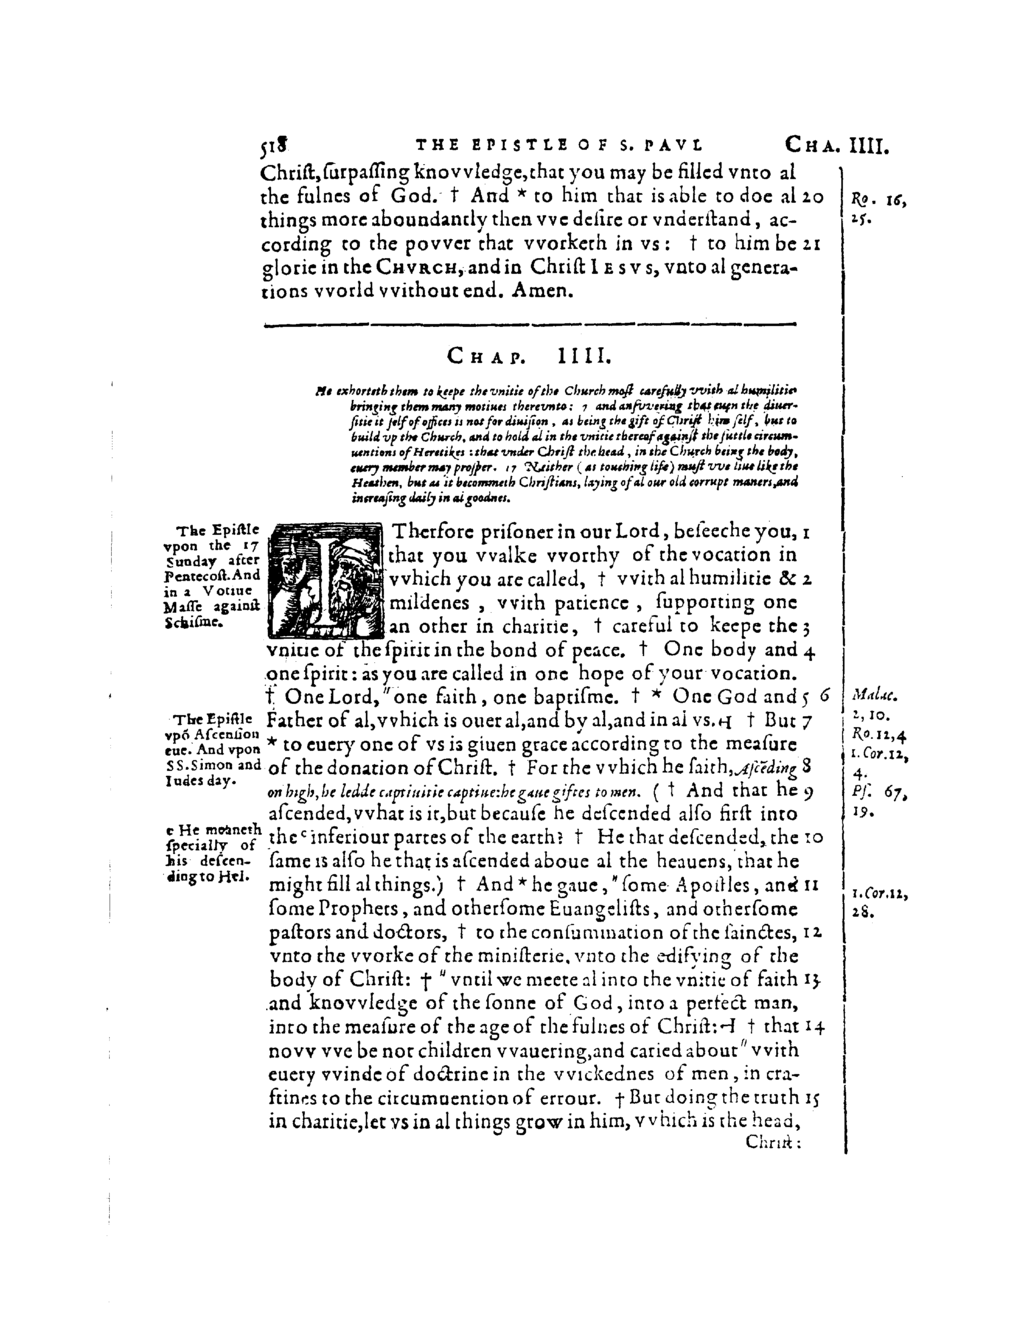 518 THE EPISTLE OF S. PAVL CHA. IIII.
Chriſt, ſurpaſſing knovvledge, that you may be filled vnto al
the fulnes of God. † And * to him that is able to doe al 20
things more aboundantly then vve deſire or vnderſtand, ac-
cording to the povver that vvorketh in vs: † to him be 21
glorie in the CHVRCH, and in Chriſt IESVS, vnto al genera-
tions vvorld vvithout end. Amen.
Ro. 16,
25.
CHAP. IIII.
He exhorteth them to keepe the vnitie of the Church moſt carefully vvith al humilitie
bringing them many motiues therevnto: 7 and anſvvering that euen the diuer-
ſitie it ſelf of offices is not for diuiſion, as being the gift of Chriſt him ſelf, but to
build vp the Church, and to hold al in the vnitie thereof againſt the ſuttle circum-
uentions of Heretikes: that vnder Chriſt the head, in the Church being the body,
euery member may proſper. 17 Neither (as touching life) muſt vve liue like the
Heathen, but as it becommeth Chriſtians, laying of al our old corrupt maners, and
increaſing daily in al goodnes.
The Epiſtle
vpon the 17
Sunday after
Pentecoſt. And
in a Votiue
Maſſe againſt
Schiſme.
I Therfore priſoner in our Lord, beſeeche you, 1
that you vvalke vvorthy of the vocation in
vvhich you are called, † vvith al humilitie & 2
mildenes, vvith patience, ſupporting one
an other in charitie, † careful to keepe the 3
vnitie of the ſpirit in the bond of peace. † One body and 4
one ſpirit: as you are called in one hope of your vocation.
† One Lord, "one faith, one baptiſme. † * One God and 5 6
Father of al, vvhich is ouer al, and by al, and in al vs. ⊣ † But 7
* to euery one of vs is giuen grace according to the meaſure
of the donation of Chriſt. † For the vvhich he ſaith, Aſcẽding 8
on high, he ledde captiuitie captiue: he gaue giftes to men. († And that he 9
aſcended, vvhat is it, but becauſe he deſcended alſo firſt into
the ᶜinferiour partes of the earth? † He that deſcended, the 10
ſame is alſo he that is aſcended aboue al the heauens, that he
might fill al things.) † And * he gaue, "ſome Apoſtles, and 11
ſome Prophets, and otherſome Euangeliſts, and otherſome
paſtors and doctors, † to the conſummation of the ſainctes, 12
vnto the vvorke of the miniſterie, vnto the edifying of the
body of Chriſt: † "vntil we meete al into the vnitie of faith 13
and knovvledge of the ſonne of God, into a perfect man,
into the meaſure of the age of the fulnes of Chriſt: ⊣ † that 14
novv vve be not children vvauering, and caried about "vvith
euery vvinde of doctrine in the vvickednes of men, in cra-
ftines to the circumuention of errour. † But doing the truth 15
in charitie, let vs in al things grow in him, vvhich is the head,
Chriſt:
The Epiſtle
vpõ Aſcenſion
eue. And vpon
SS. Simon and
Iudes day.
c He meaneth
ſpecially of
his deſcen-
ding to Hel.
Malac.
2, 10.
Ro. 12, 4
1. Cor. 12,
4.
Pſ. 67,
19.
1. Cor. 12,
28.